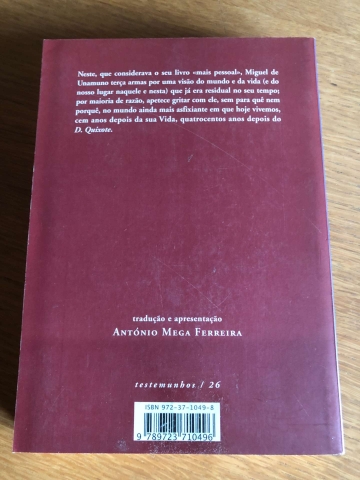 Neste, que considerava o seu livro «mais pessoal», Miguel de
Unamuno terça armas por uma visão do mundo e da vida (e do
nosso lugar naquele e nesta) que já era residual no seu tempo;
por maioria de razão, apetece gritar com ele, sem para quê nem
porquê, no mundo ainda mais asfixiante em que hoje vivemos,
cem anos depois da sua Vida, quatrocentos anos depois do
D. Quixote.
tradução e apresentação
ANTÓNIO MEGA FERREIRA
testemunhos / 26
ISBN 972-37-1049-8
9 789723 710496